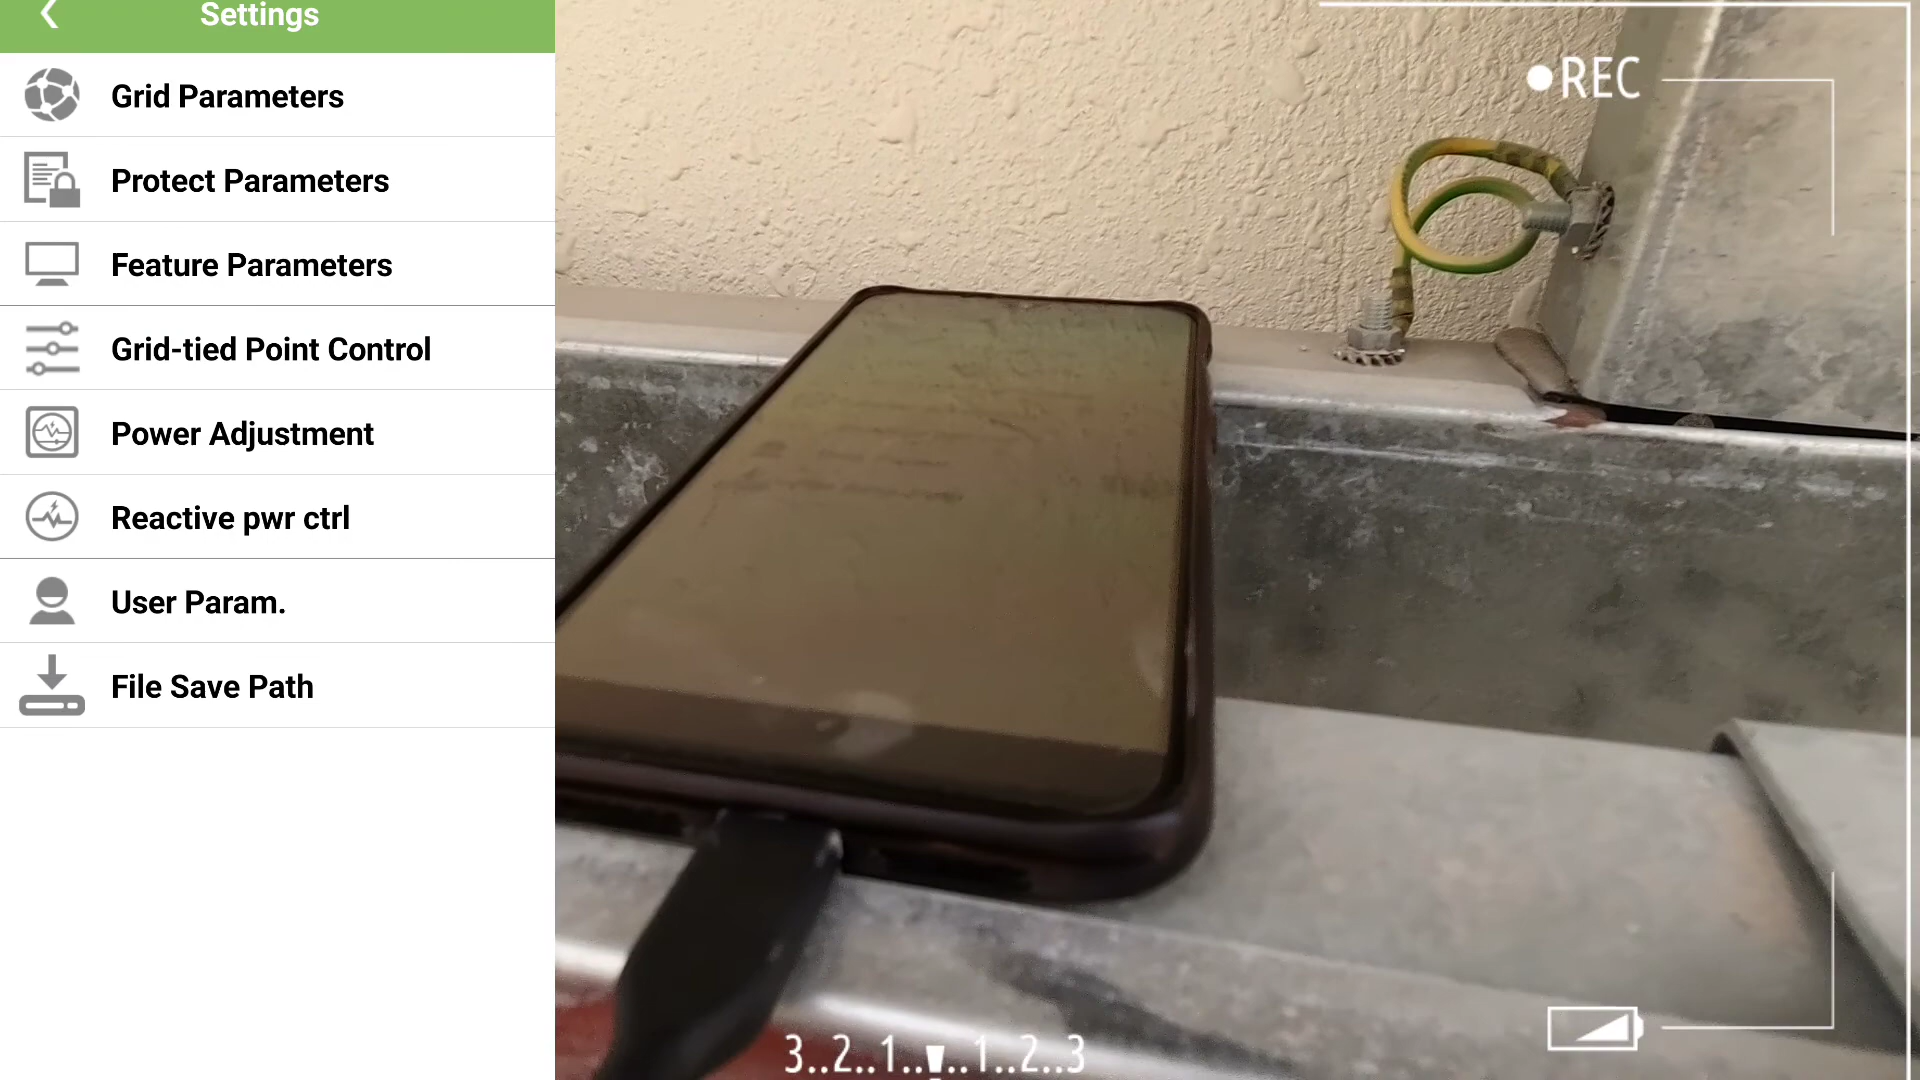 Settings
Grid Parameters
Protect Parameters
Feature Parameters
Grid-tied Point Control
Power Adjustment
Reactive pwr ctrl
User Param.
File Save Path
REC
3..2..1.. ..1..2..3